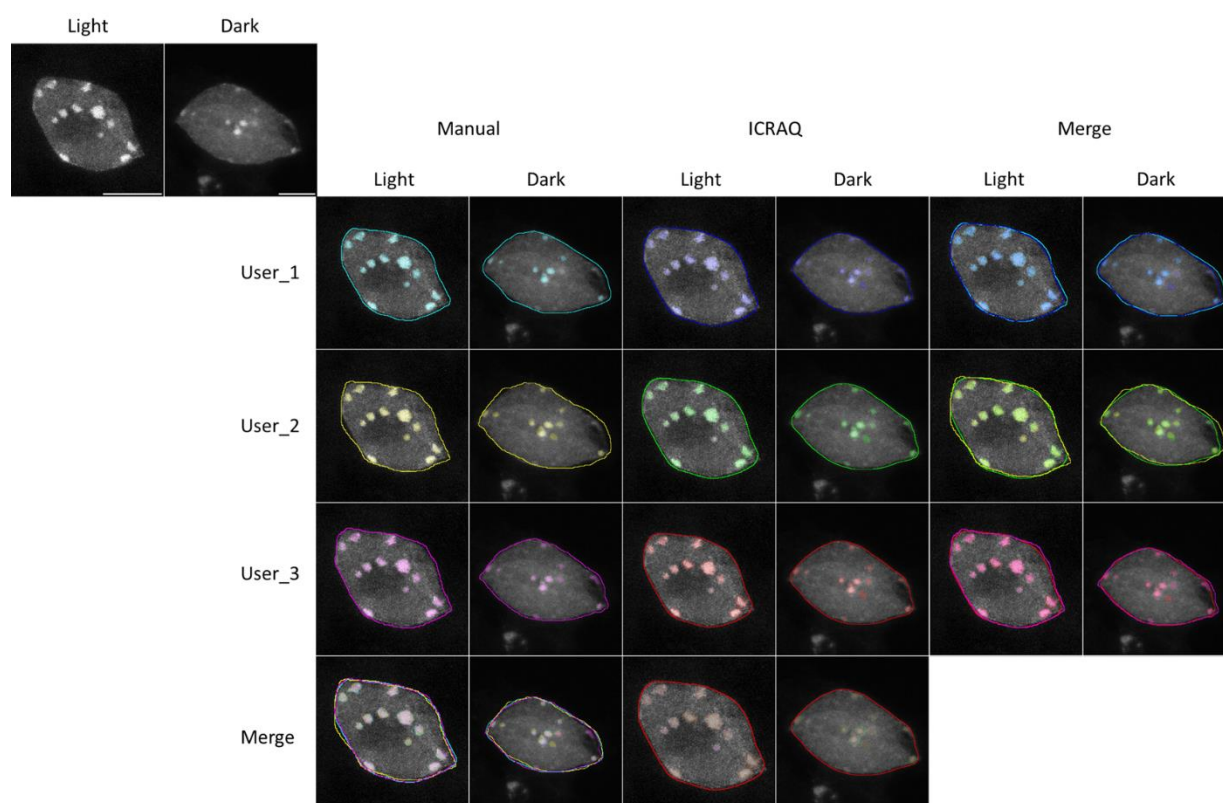 Light Dark
Manual ICRAQ Merge
Light Dark Light Dark Light Dark
User_1
User_2
User_3
Merge